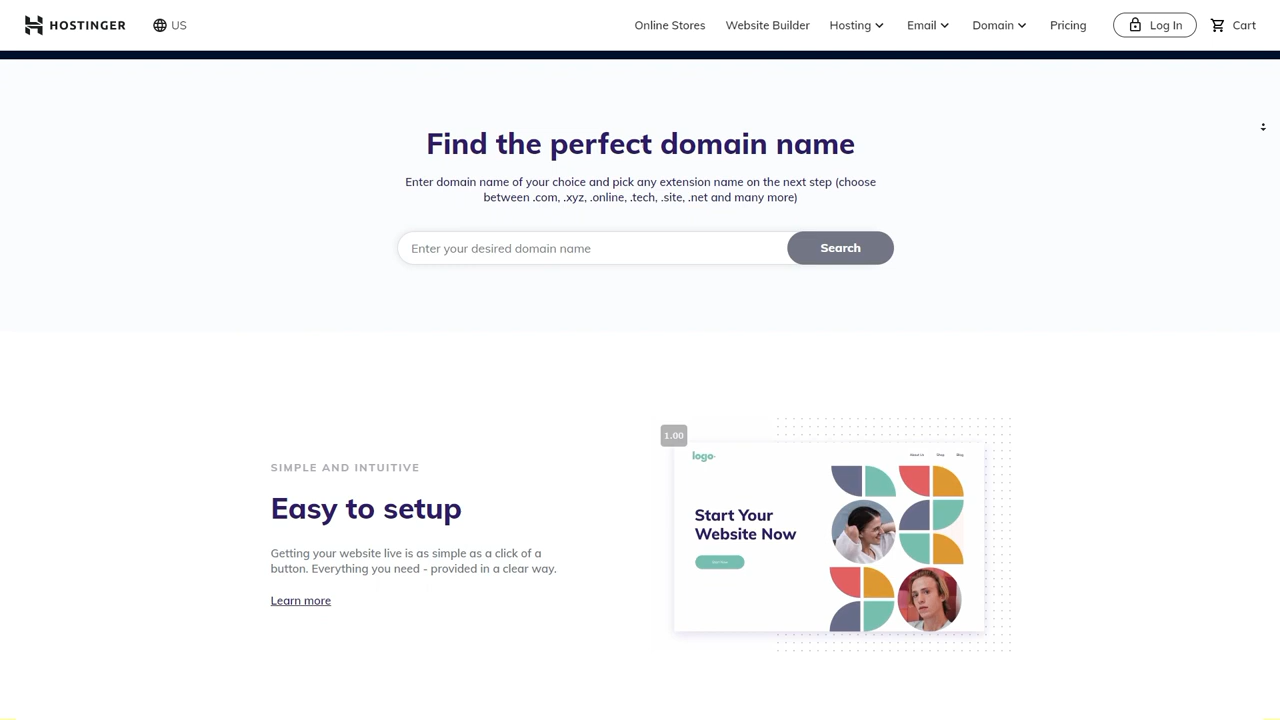 HOSTINGER
US
Online Stores
Website Builder
Hosting
Email
Domain
Pricing
Log In
Cart
Find the perfect domain name
Enter domain name of your choice and pick any extension name on the next step (choose
between .com, .xyz, .online, .tech, .site, .net and many more)
Enter your desired domain name
Search
SIMPLE AND INTUITIVE
Easy to setup
Getting your website live is as simple as a click of a
button. Everything you need - provided in a clear way.
Learn more
1.00
logo
About Us
Shop
Blog
Start Your
Website Now